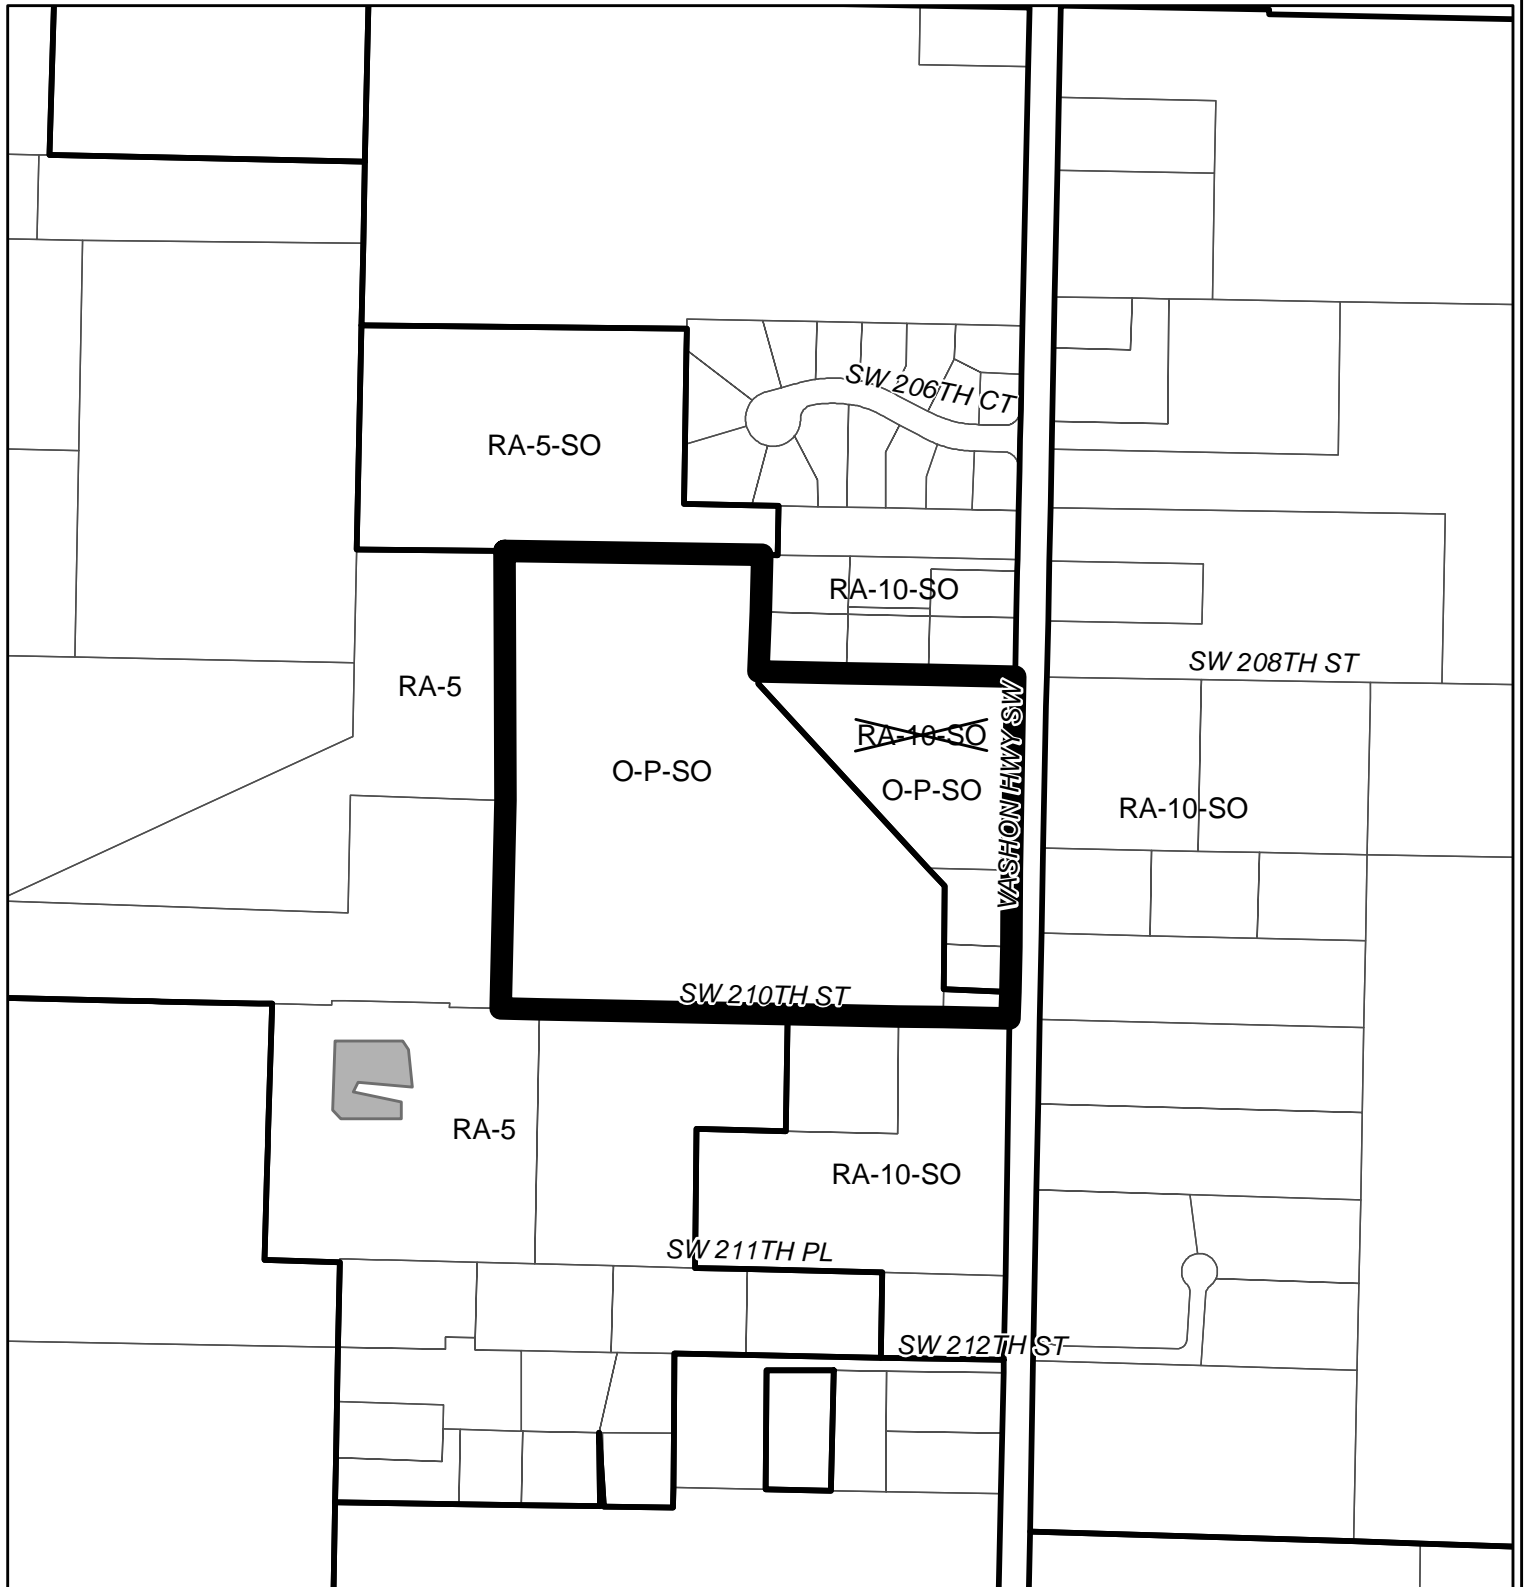 SW 206TH CT
RA-5-SO
RA-10-SO
SW 208TH ST
RA-5
RA-10-SO
O-P-SO
O-P-SO
VASHON HWY SW
RA-10-SO
SW 210TH ST
RA-5
RA-10-SO
SW 211TH PL
SW 212TH ST